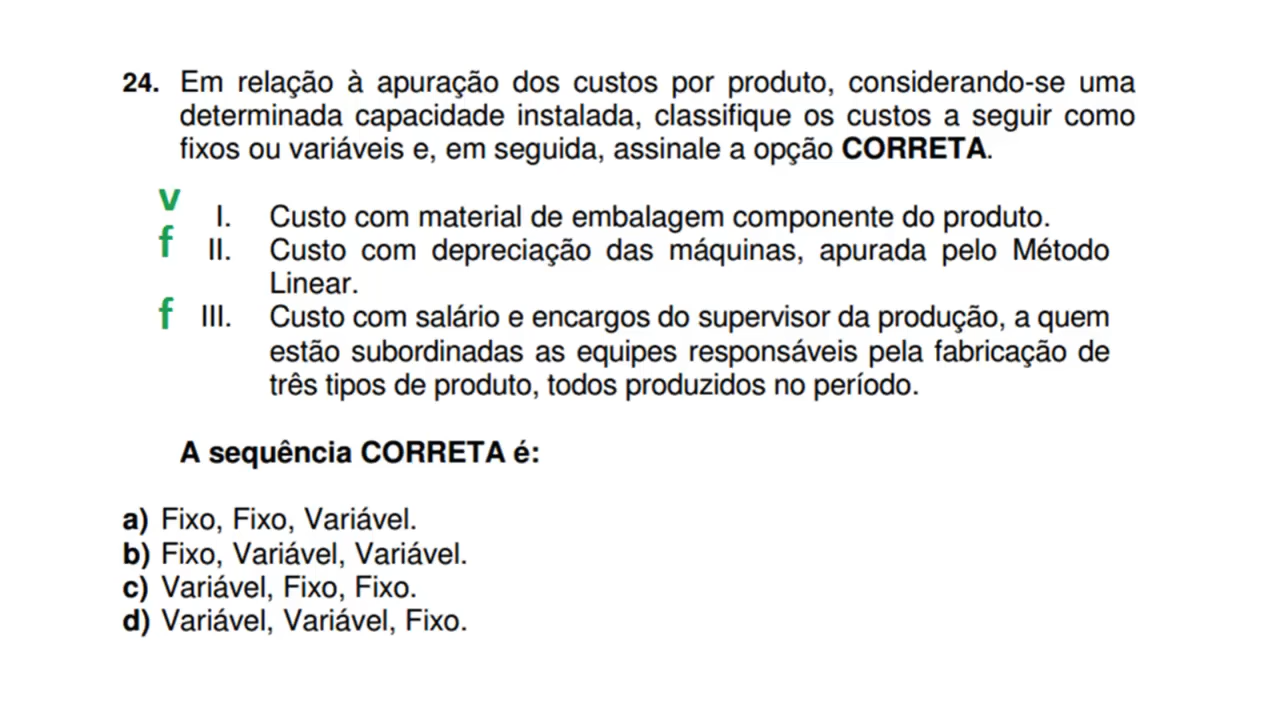 24. Em relação à apuração dos custos por produto, considerando-se uma
determinada capacidade instalada, classifique os custos a seguir como
fixos ou variáveis e, em seguida, assinale a opção CORRETA.
v I. Custo com material de embalagem componente do produto.
f II. Custo com depreciação das máquinas, apurada pelo Método
Linear.
f III. Custo com salário e encargos do supervisor da produção, a quem
estão subordinadas as equipes responsáveis pela fabricação de
três tipos de produto, todos produzidos no período.
A sequência CORRETA é:
a) Fixo, Fixo, Variável.
b) Fixo, Variável, Variável.
c) Variável, Fixo, Fixo.
d) Variável, Variável, Fixo.